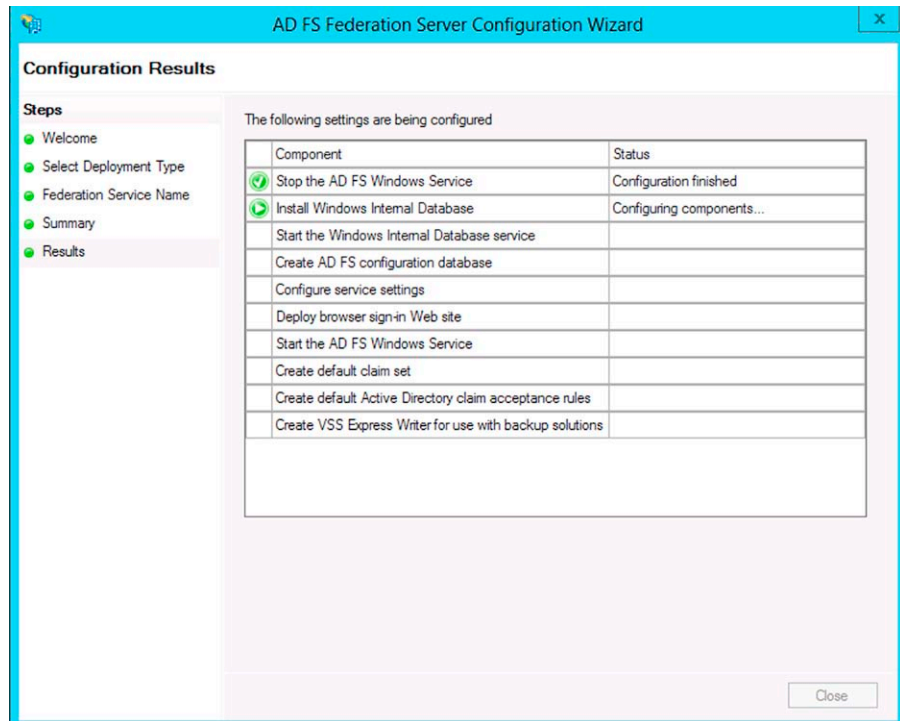 AD FS Federation Server Configuration Wizard
x
Configuration Results
Steps
Welcome
Select Deployment Type
Federation Service Name
Summary
Results
The following settings are being configured
Component Status
Stop the AD FS Windows Service Configuration finished
Install Windows Internal Database Configuring components...
Start the Windows Internal Database service
Create AD FS configuration database
Configure service settings
Deploy browser sign-in Web site
Start the AD FS Windows Service
Create default claim set
Create default Active Directory claim acceptance rules
Create VSS Express Writer for use with backup solutions
Close